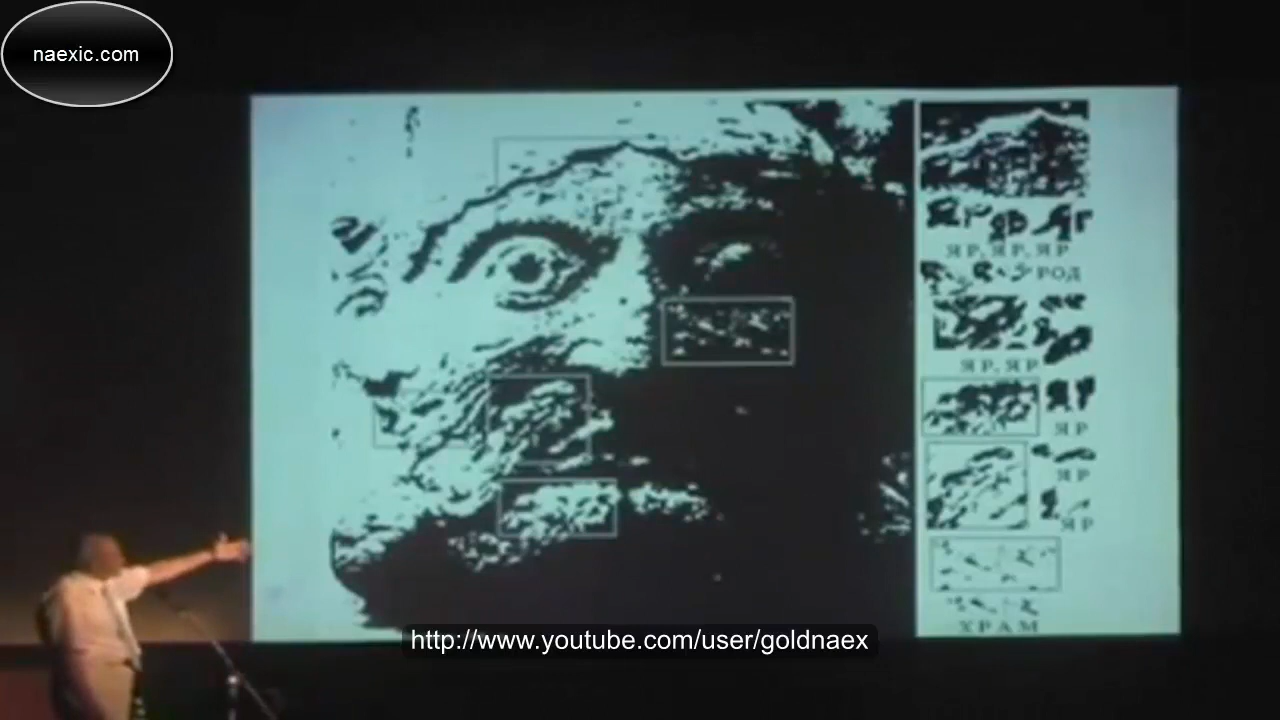 naexic.com
ЯР, ЯР, ЯР
РОД
ЯР, ЯР
ЯР
ЯР
ЯР
ХРАМ
http://www.youtube.com/user/goldnaex